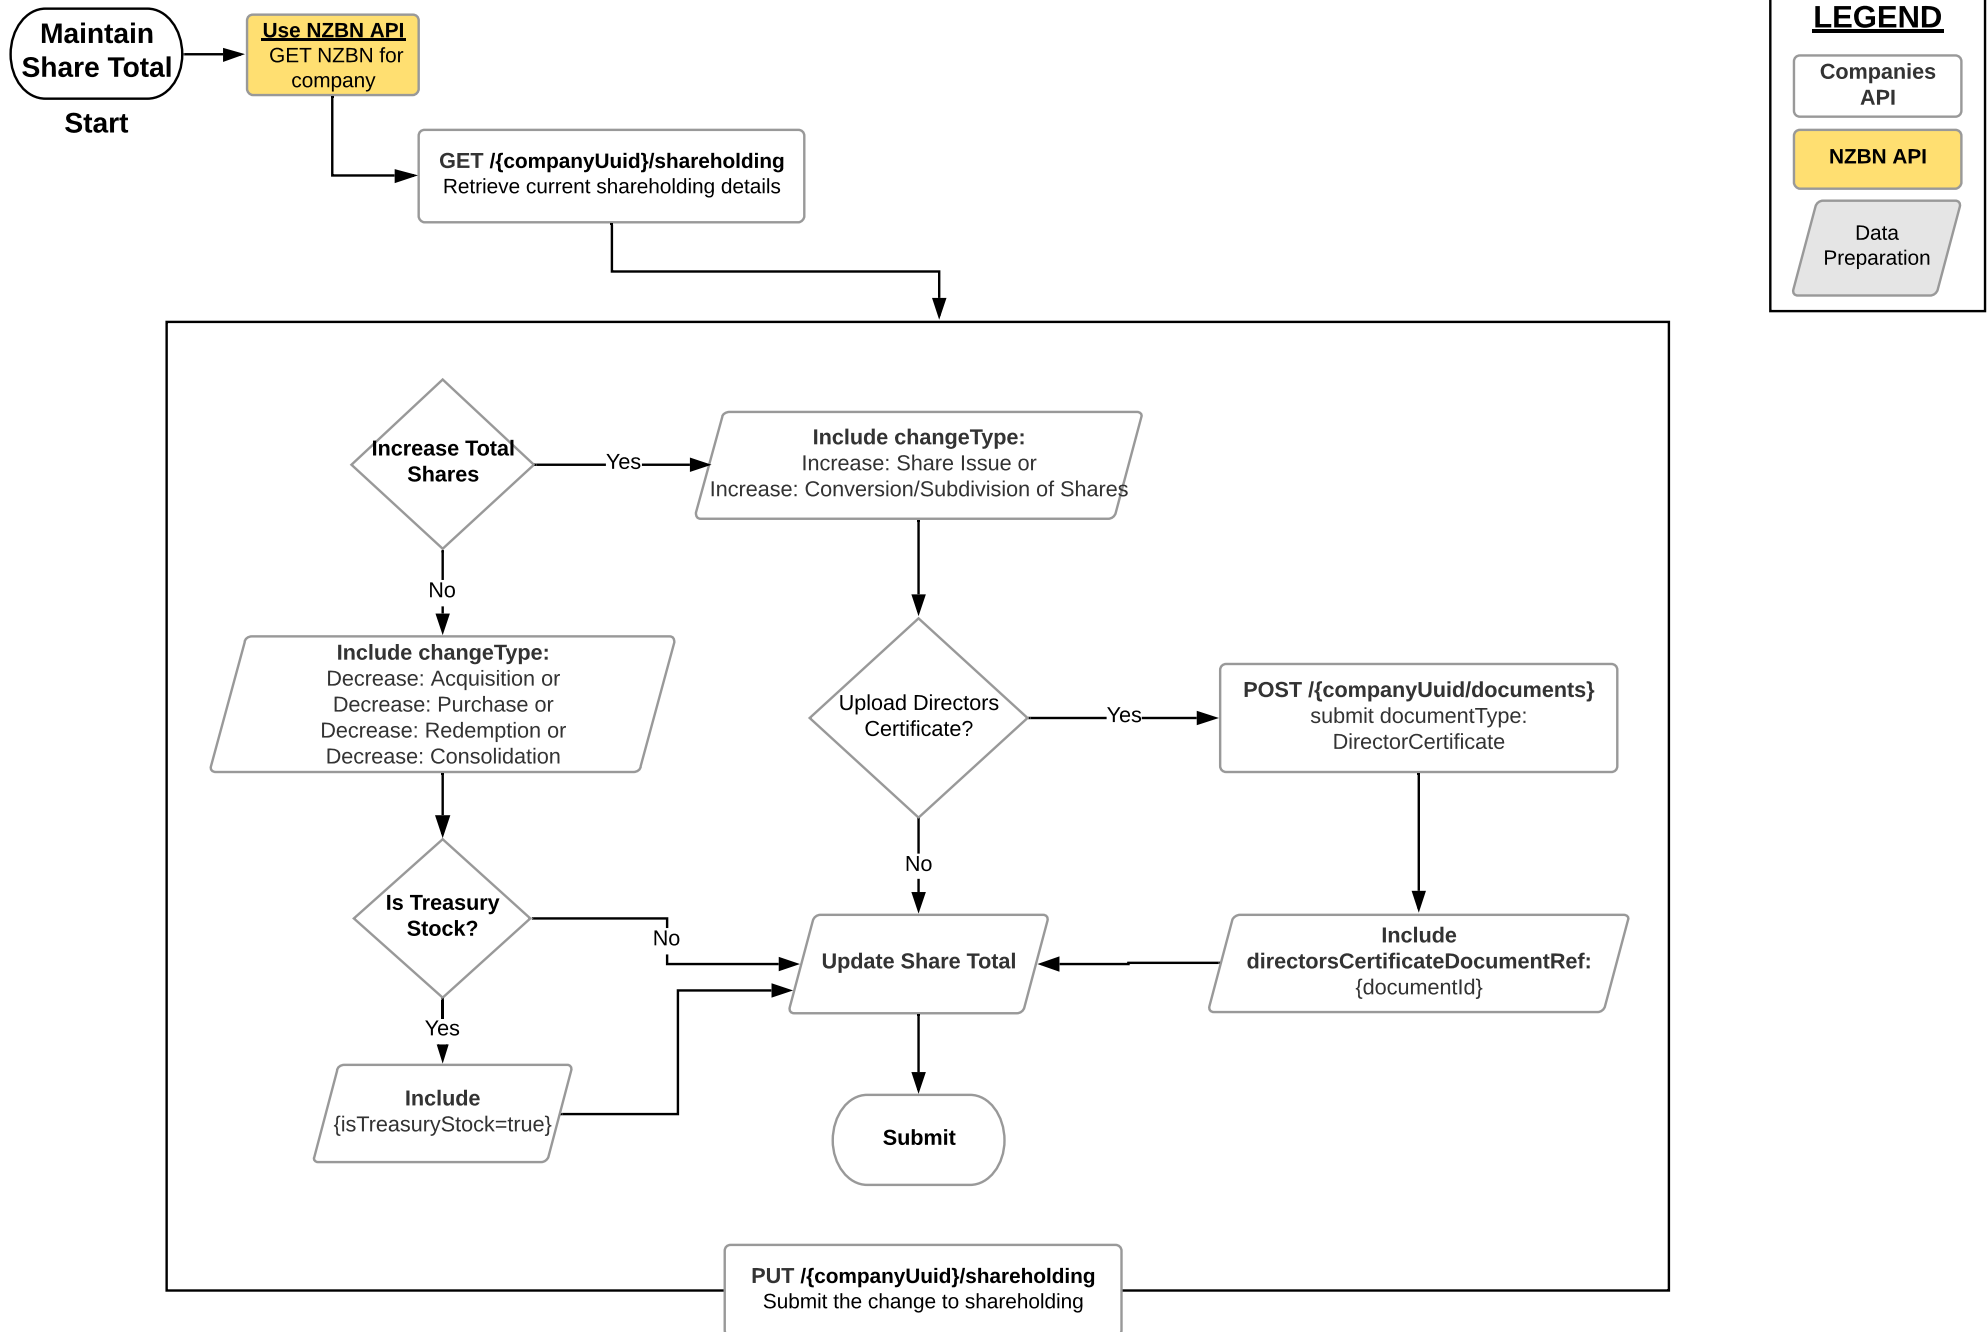 Maintain
Share Total
Start
Use NZBN API
GET NZBN for
company
GET /{companyUuid}/shareholding
Retrieve current shareholding details
LEGEND
Companies
API
NZBN API
Data
Preparation
Increase Total
Shares
Yes
Include changeType:
Increase: Share Issue or
Increase: Conversion/Subdivision of Shares
No
Include changeType:
Decrease: Acquisition or
Decrease: Purchase or
Decrease: Redemption or
Decrease: Consolidation
Upload Directors
Certificate?
Yes
POST /{companyUuid/documents}
submit documentType:
DirectorCertificate
No
Is Treasury
Stock?
No
Update Share Total
Include
directorsCertificateDocumentRef:
{documentId}
Yes
Include
{isTreasuryStock=true}
Submit
PUT /{companyUuid}/shareholding
Submit the change to shareholding